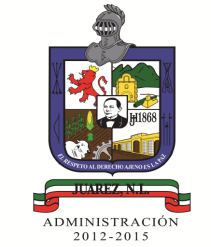 1868
EL RESPETO AL DERECHO AJENO ES LA PAZ
JUAREZ, N.L.
ADMINISTRACIÓN
2012-2015